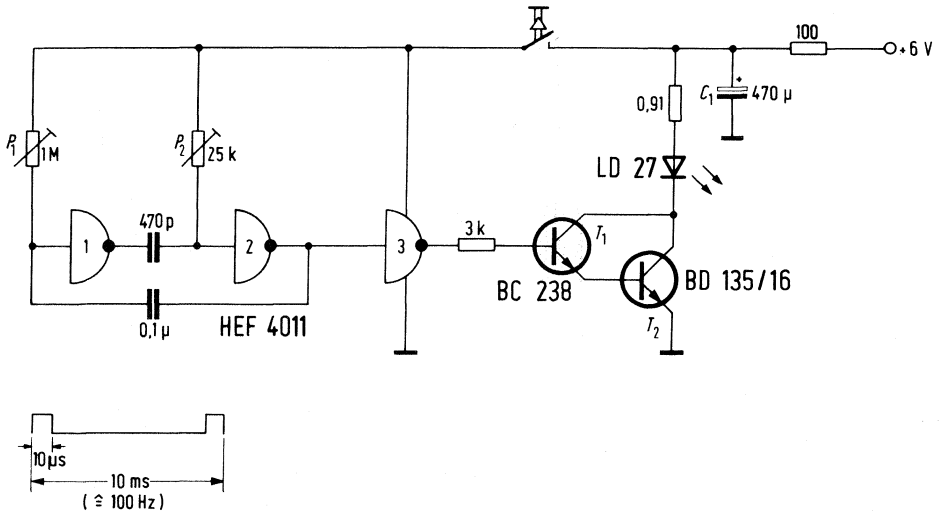 100
+6 V
P1
1 M
P2
25 k
0,91
C1
+
470 µ
LD 27
470 p
1
2
3
3 k
T1
BC 238
BD 135/16
0,1 µ
HEF 4011
T2
10 µs
10 ms
( ≙ 100 Hz )